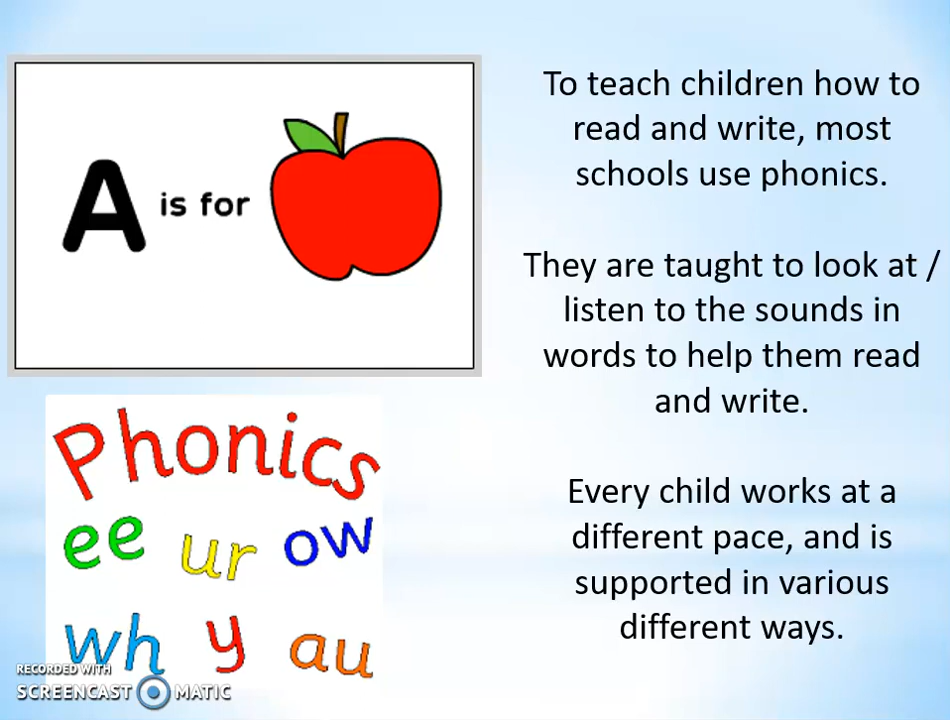 A is for
Phonics
ee ur ow
wh y au
RECORDED WITH
SCREENCAST MATIC
To teach children how to
read and write, most
schools use phonics.
They are taught to look at /
listen to the sounds in
words to help them read
and write.
Every child works at a
different pace, and is
supported in various
different ways.